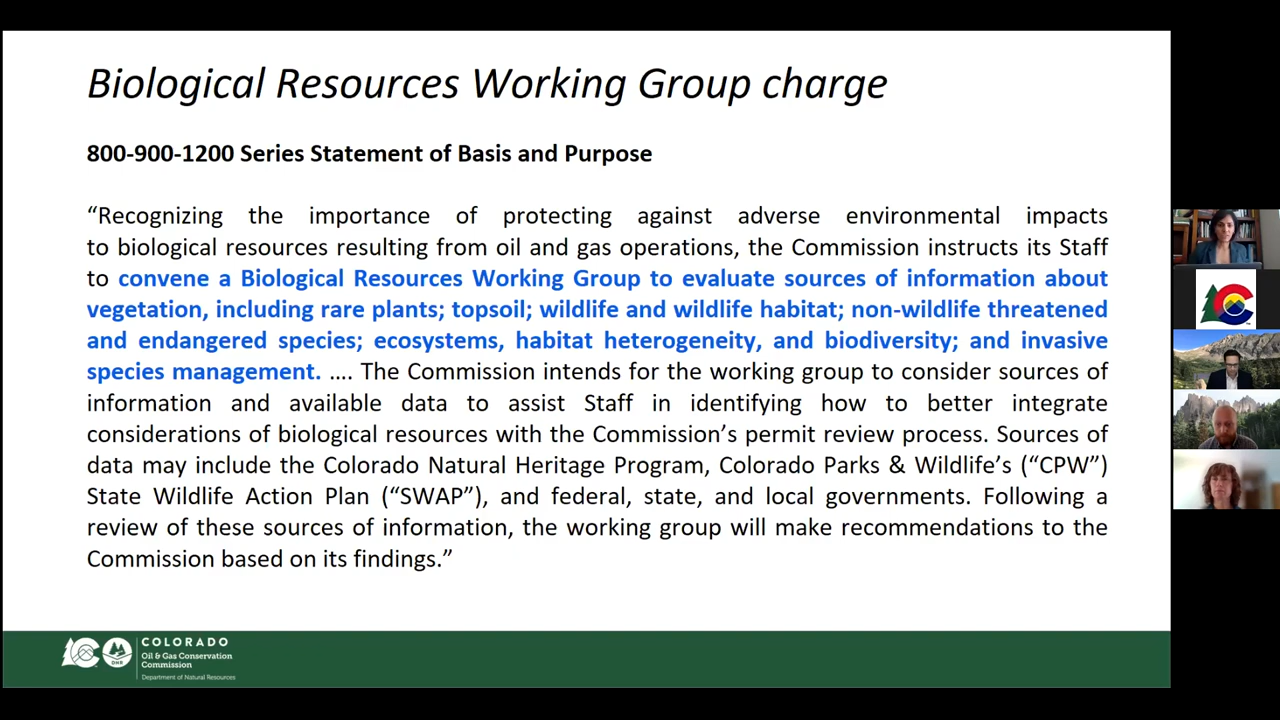 Biological Resources Working Group charge
800-900-1200 Series Statement of Basis and Purpose
“Recognizing the importance of protecting against adverse environmental impacts
to biological resources resulting from oil and gas operations, the Commission instructs its Staff
to convene a Biological Resources Working Group to evaluate sources of information about
vegetation, including rare plants; topsoil; wildlife and wildlife habitat; non-wildlife threatened
and endangered species; ecosystems, habitat heterogeneity, and biodiversity; and invasive
species management. .... The Commission intends for the working group to consider sources of
information and available data to assist Staff in identifying how to better integrate
considerations of biological resources with the Commission’s permit review process. Sources of
data may include the Colorado Natural Heritage Program, Colorado Parks & Wildlife’s (“CPW”)
State Wildlife Action Plan (“SWAP”), and federal, state, and local governments. Following a
review of these sources of information, the working group will make recommendations to the
Commission based on its findings.”
DNR
COLORADO
Oil & Gas Conservation
Commission
Department of Natural Resources